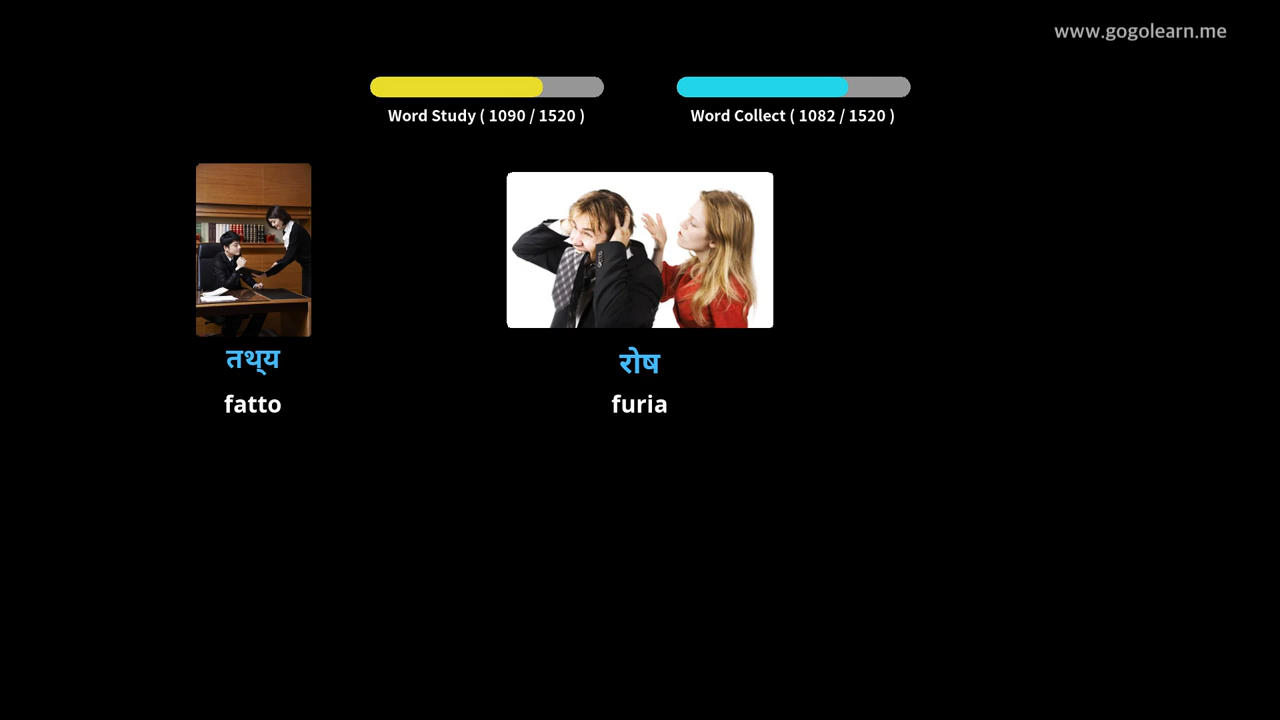 www.gogolearn.me
Word Study ( 1090 / 1520 )
Word Collect ( 1082 / 1520 )
तथ्य
रोष
fatto
furia